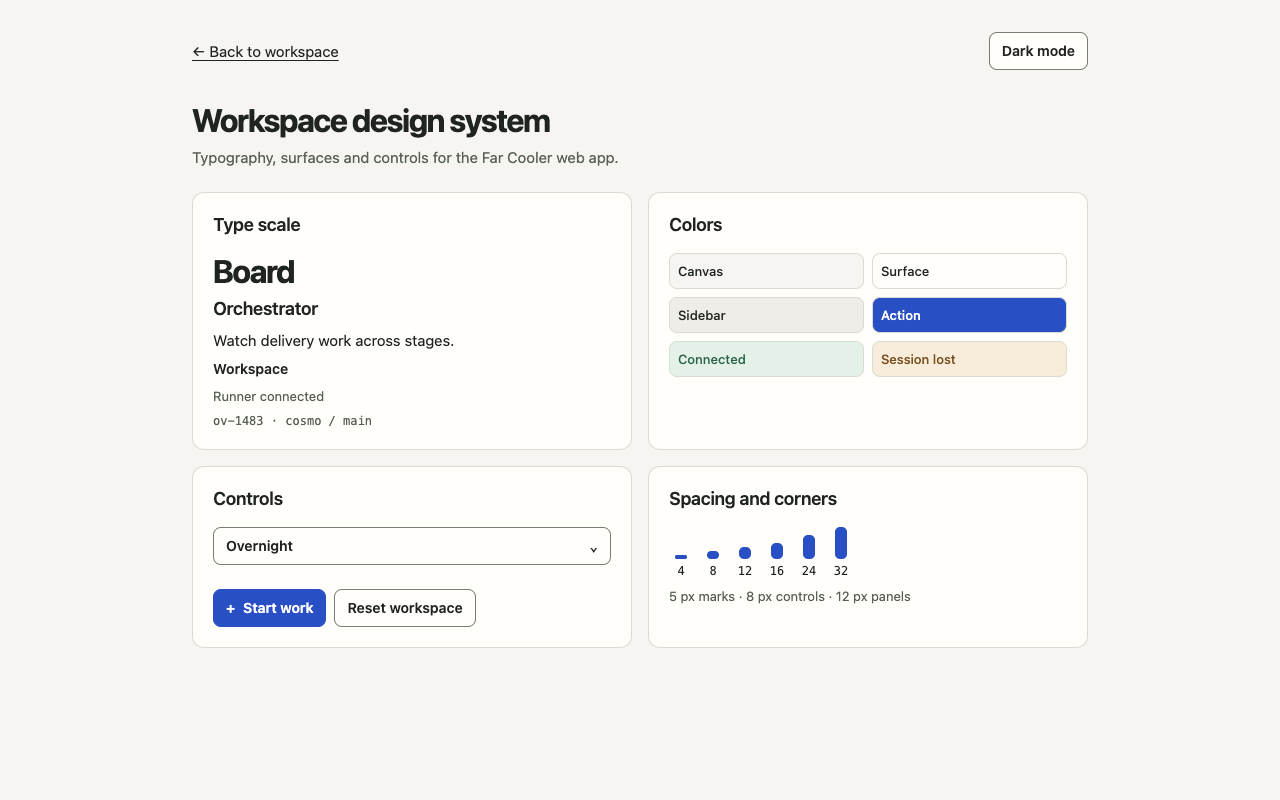 ← Back to workspace
Dark mode
Workspace design system
Typography, surfaces and controls for the Far Cooler web app.
Type scale
Board
Orchestrator
Watch delivery work across stages.
Workspace
Runner connected
ov-1483 · cosmo / main
Colors
Canvas
Surface
Sidebar
Action
Connected
Session lost
Controls
Overnight
+ Start work
Reset workspace
Spacing and corners
4 8 12 16 24 32
5 px marks · 8 px controls · 12 px panels